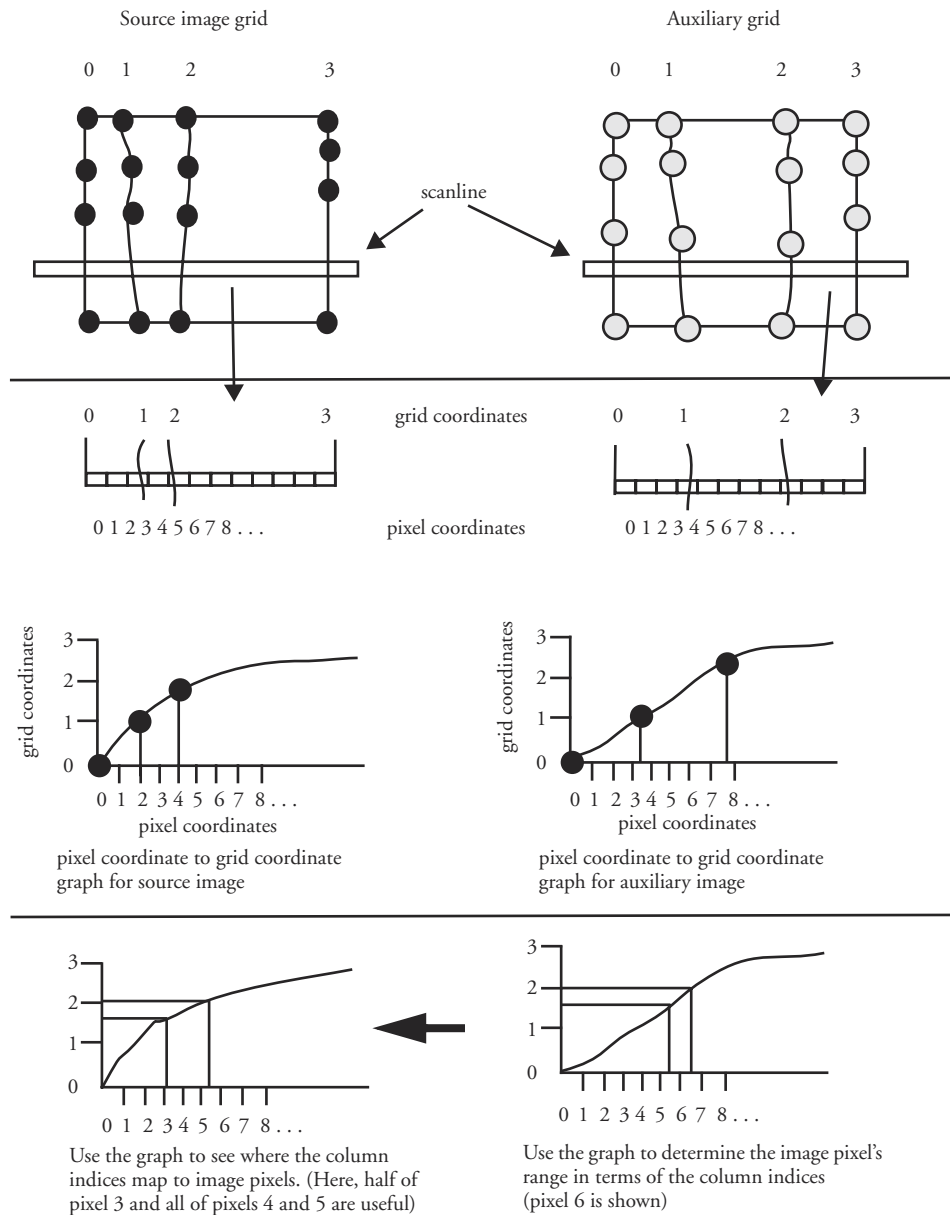 Source image grid
Auxiliary grid
0 1 2 3
0 1 2 3
scanline
0 1 2 3
grid coordinates
0 1 2 3
0 1 2 3 4 5 6 7 8 . . .
pixel coordinates
0 1 2 3 4 5 6 7 8 . . .
grid coordinates
3
2
1
0
0 1 2 3 4 5 6 7 8 . . .
pixel coordinates
pixel coordinate to grid coordinate
graph for source image
grid coordinates
3
2
1
0
0 1 2 3 4 5 6 7 8 . . .
pixel coordinates
pixel coordinate to grid coordinate
graph for auxiliary image
3
2
1
0
0 1 2 3 4 5 6 7 8 . . .
Use the graph to see where the column
indices map to image pixels. (Here, half of
pixel 3 and all of pixels 4 and 5 are useful)
3
2
1
0
0 1 2 3 4 5 6 7 8 . . .
Use the graph to determine the image pixel's
range in terms of the column indices
(pixel 6 is shown)